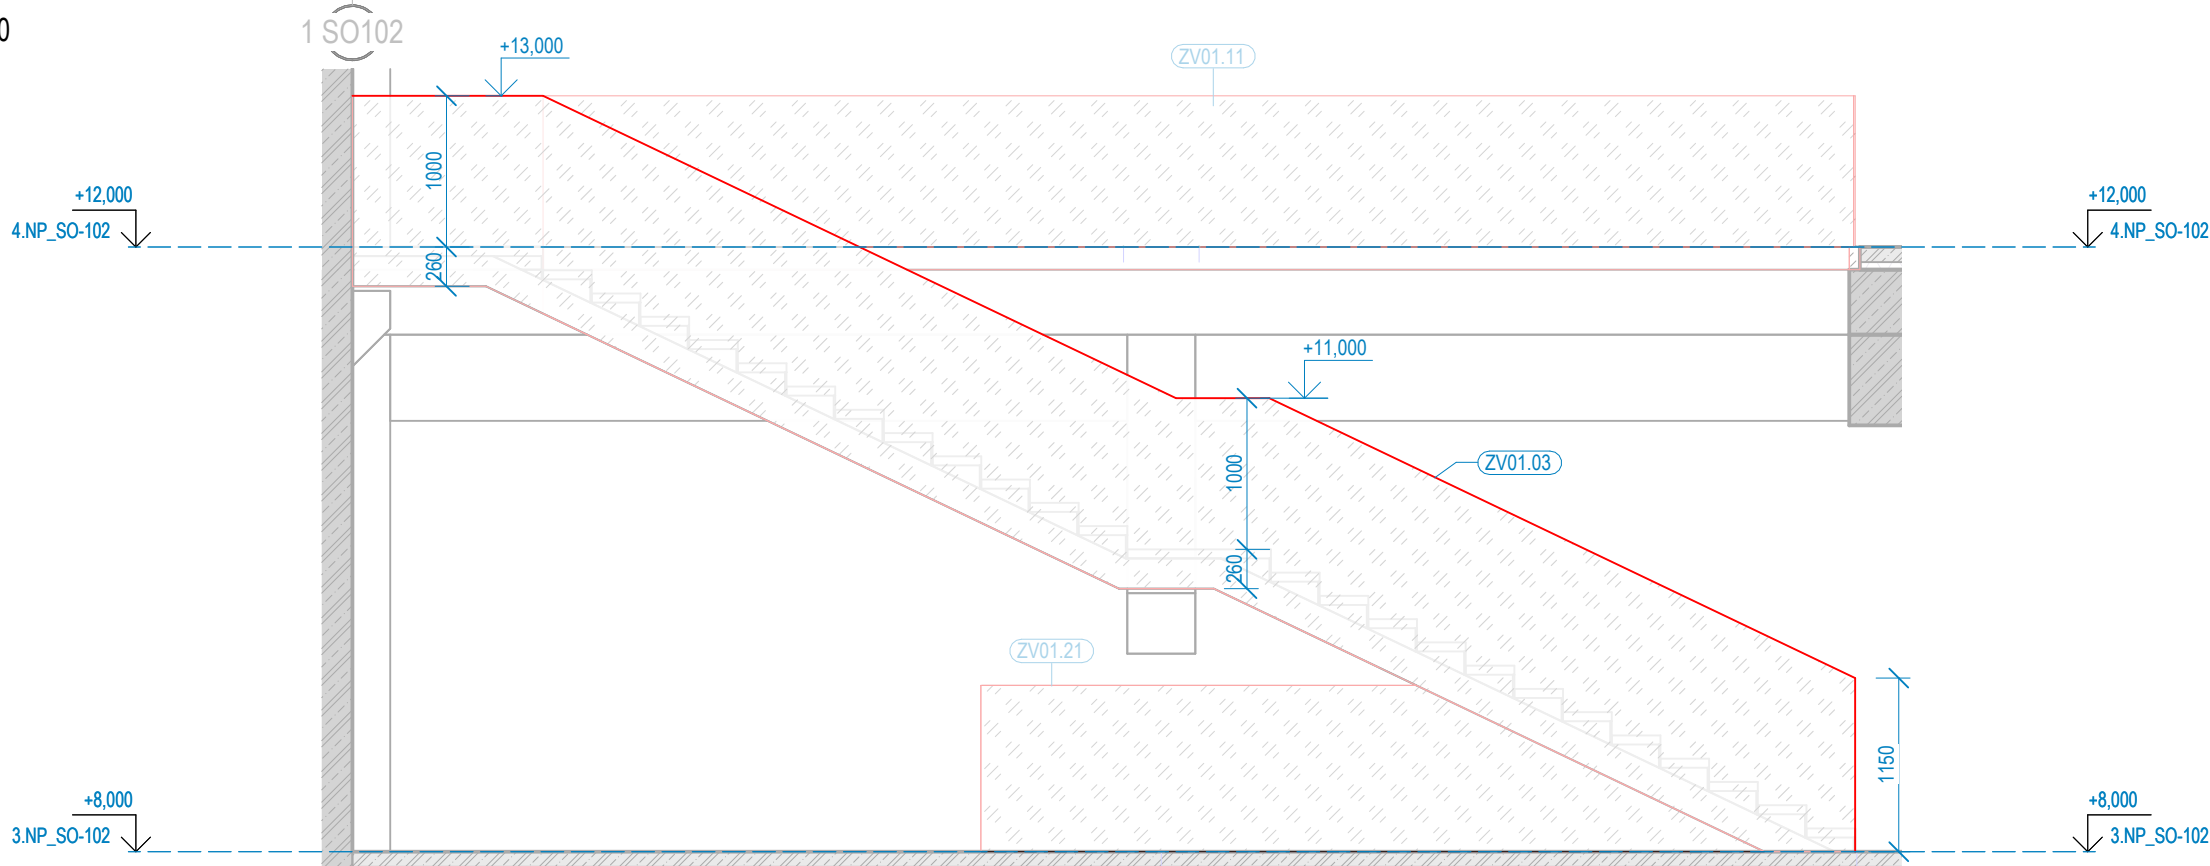 0
1 SO102
+13,000
ZV01.11
1000
+12,000
4.NP_SO-102
+12,000
4.NP_SO-102
260
+11,000
1000
ZV01.03
260
ZV01.21
1150
+8,000
3.NP_SO-102
+8,000
3.NP_SO-102